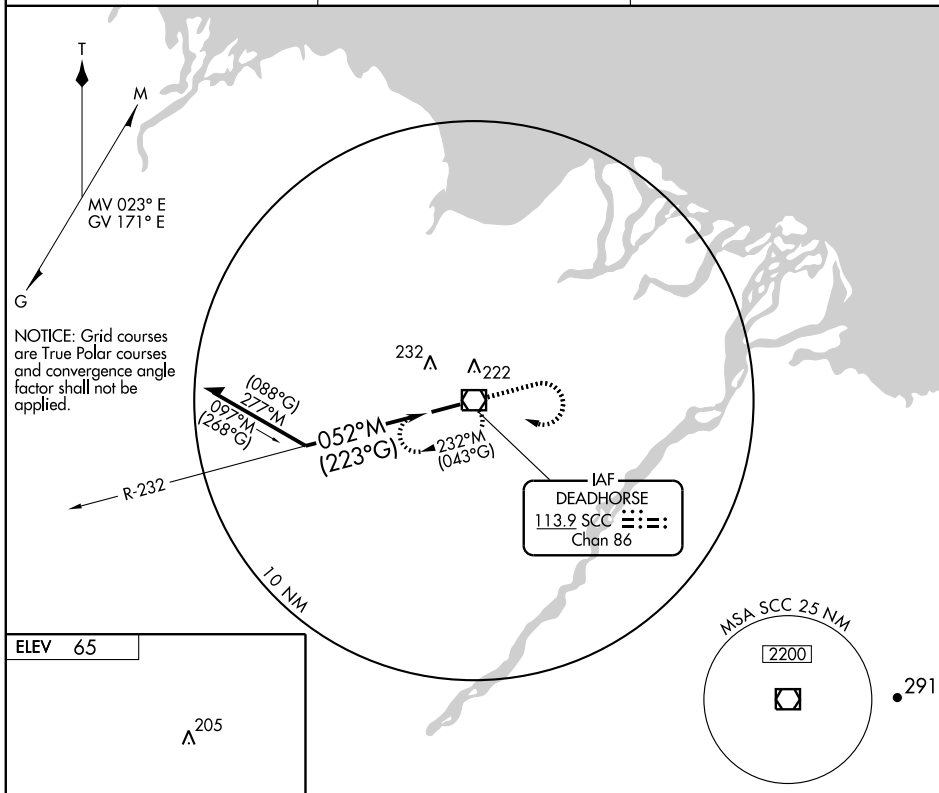 T
M
MV 023° E
GV 171° E
G
NOTICE: Grid courses
are True Polar courses
and convergence angle
factor shall not be
applied.
232
222
(088°G)
277°M
097°M
(268°G)
052°M
(223°G)
232°M
(043°G)
R-232
IAF
DEADHORSE
113.9 SCC
Chan 86
10 NM
MSA SCC 25 NM
2200
291
ELEV 65
205